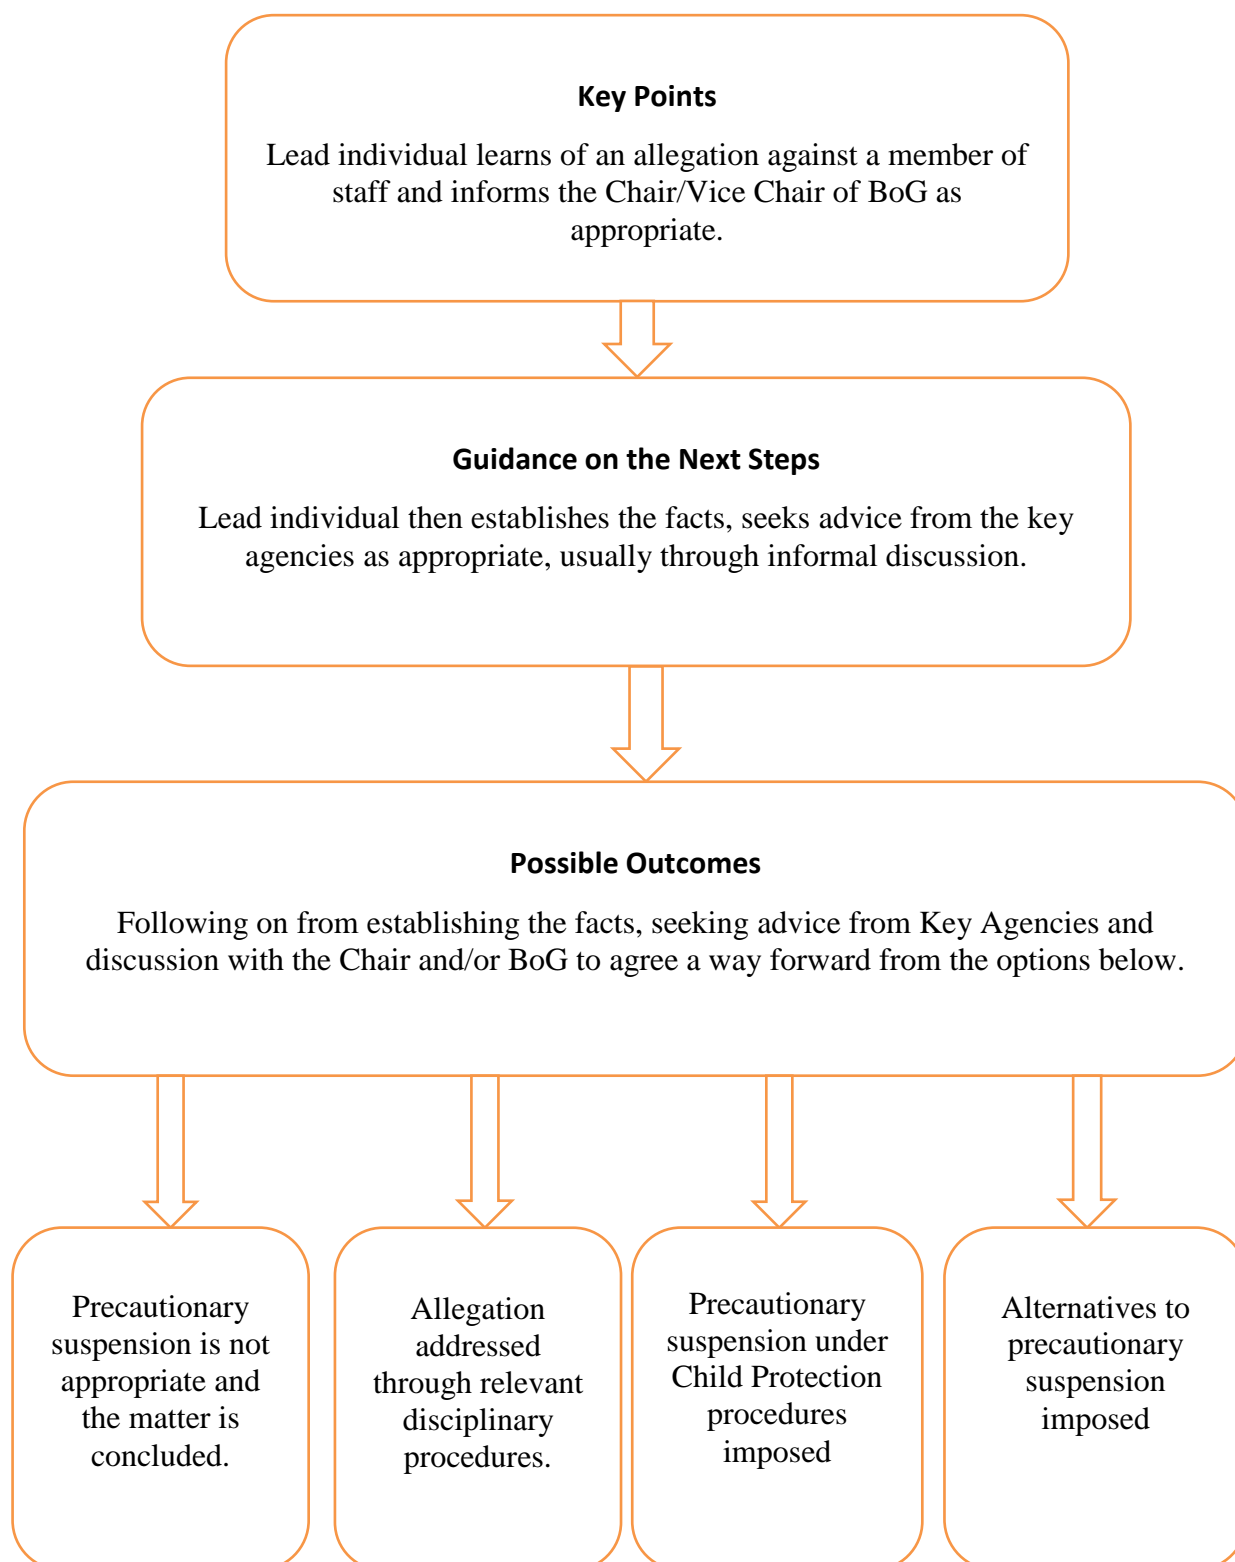 Key Points
Lead individual learns of an allegation against a member of
staff and informs the Chair/Vice Chair of BoG as
appropriate.
Guidance on the Next Steps
Lead individual then establishes the facts, seeks advice from the key
agencies as appropriate, usually through informal discussion.
Possible Outcomes
Following on from establishing the facts, seeking advice from Key Agencies and
discussion with the Chair and/or BoG to agree a way forward from the options below.
Precautionary
suspension is not
appropriate and
the matter is
concluded.
Allegation
addressed
through relevant
disciplinary
procedures.
Precautionary
suspension under
Child Protection
procedures
imposed
Alternatives to
precautionary
suspension
imposed